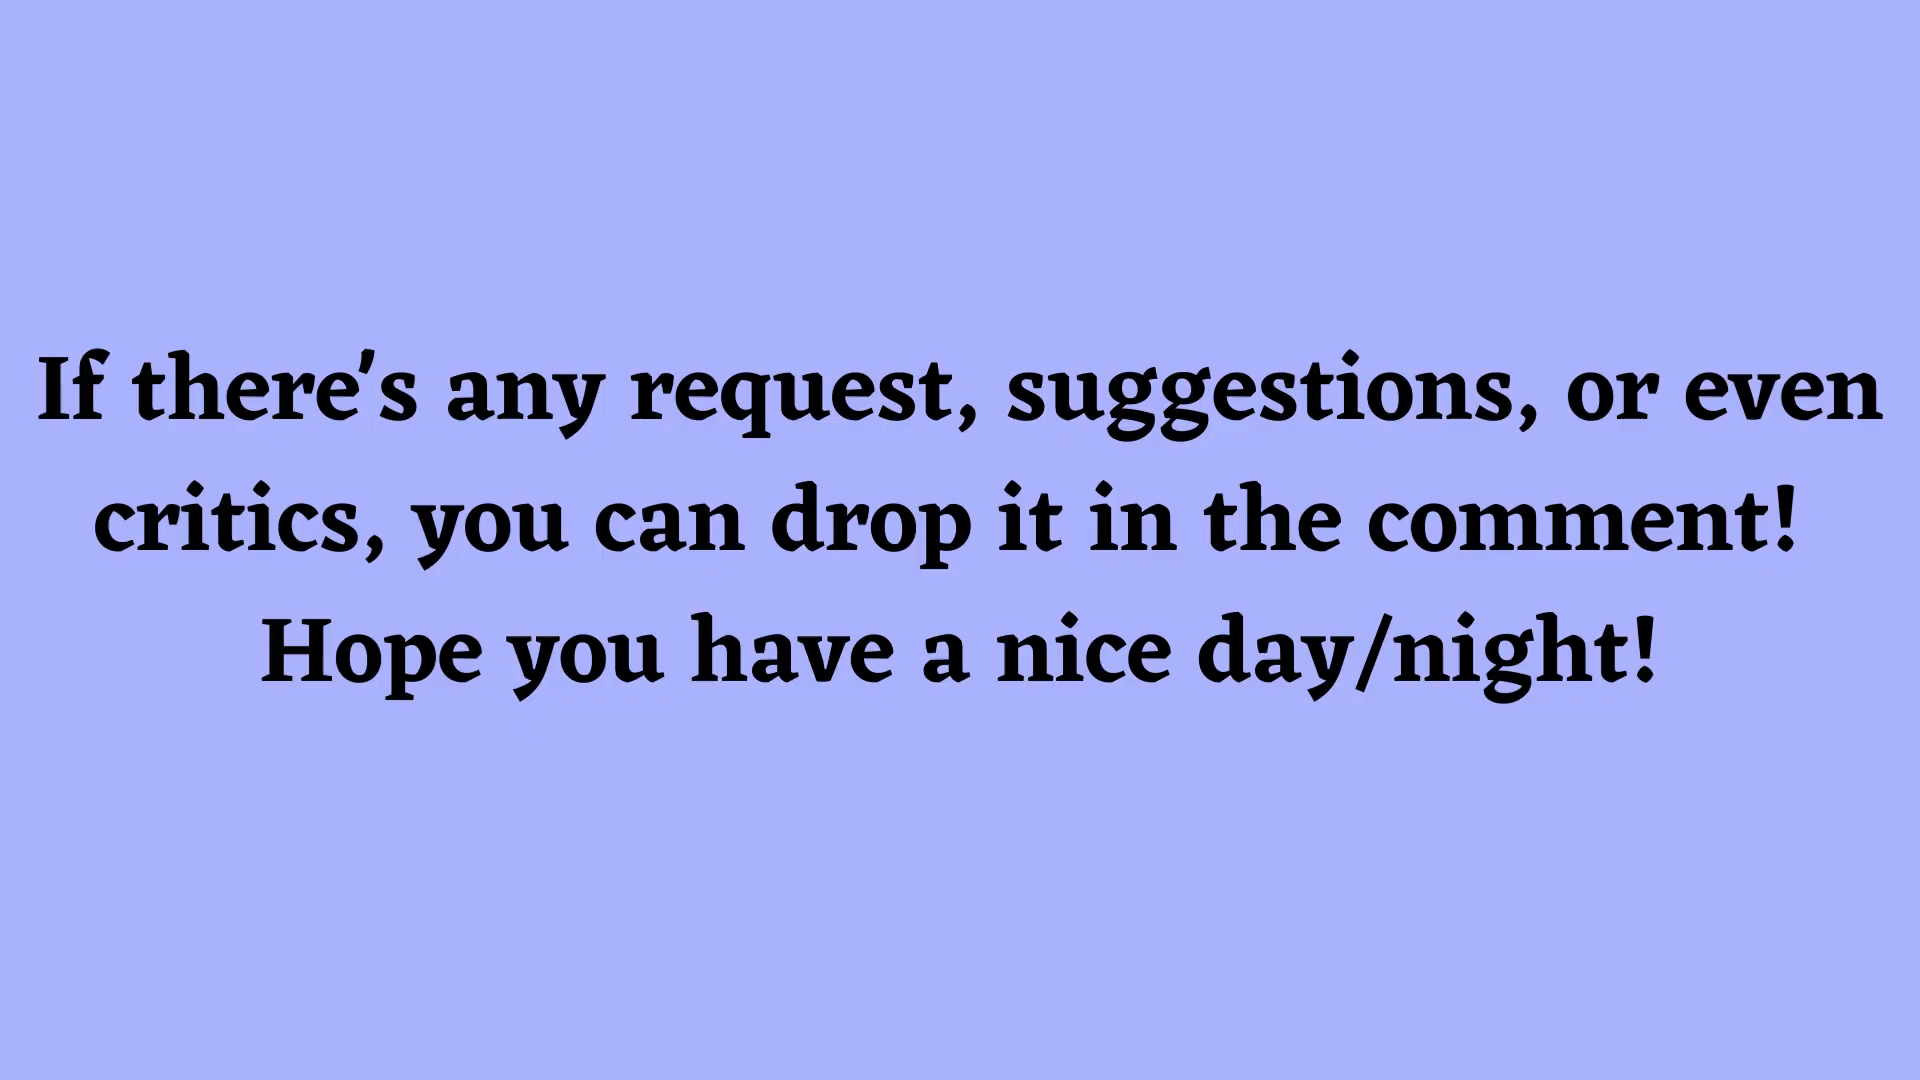 If there's any request, suggestions, or even
critics, you can drop it in the comment!
Hope you have a nice day/night!